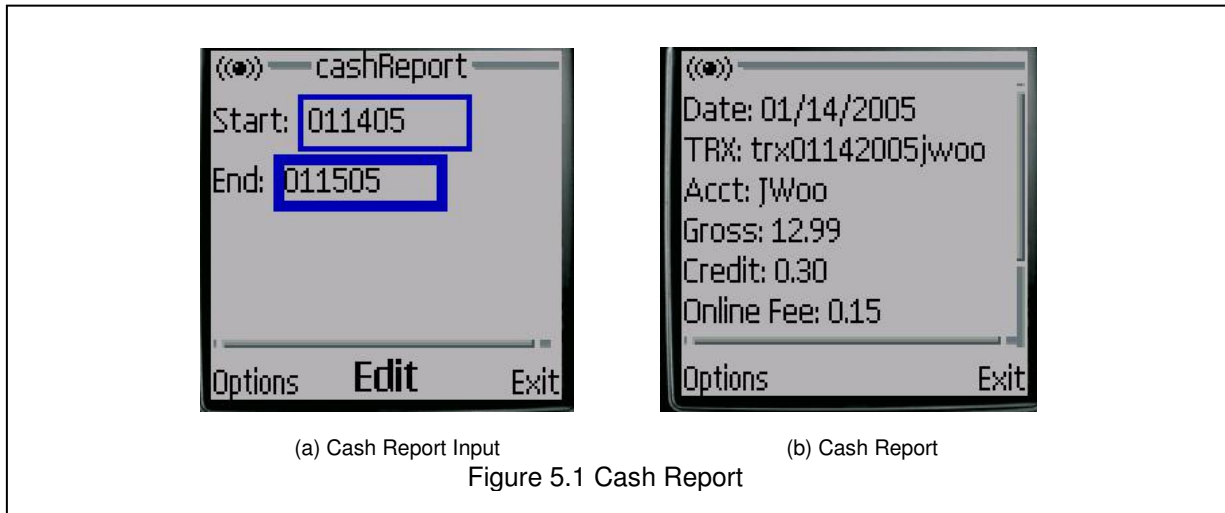 cashReport
Start: 011405
End: 011505
Options Edit Exit
Date: 01/14/2005
TRX: trx01142005jwoo
Acct: JWoo
Gross: 12.99
Credit: 0.30
Online Fee: 0.15
Options Exit
(a) Cash Report Input
(b) Cash Report
Figure 5.1 Cash Report